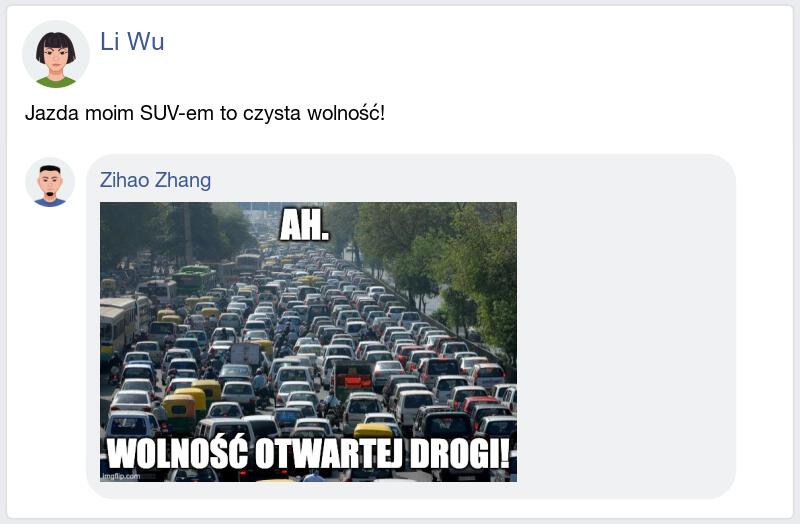 Li Wu
Jazda moim SUV-em to czysta wolność!
Zihao Zhang
AH.
WOLNOŚĆ OTWARTEJ DROGI!
imgflip.com